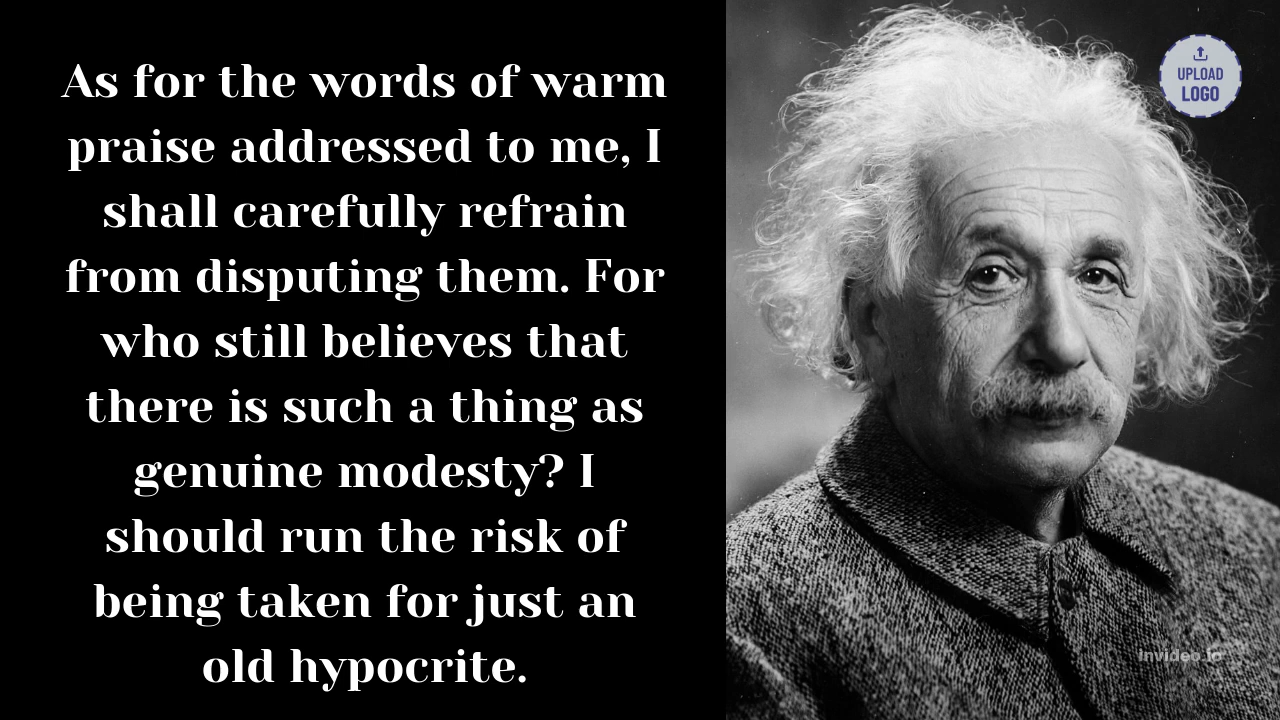 As for the words of warm
praise addressed to me, I
shall carefully refrain
from disputing them. For
who still believes that
there is such a thing as
genuine modesty? I
should run the risk of
being taken for just an
old hypocrite.
UPLOAD
LOGO
Invideo.io